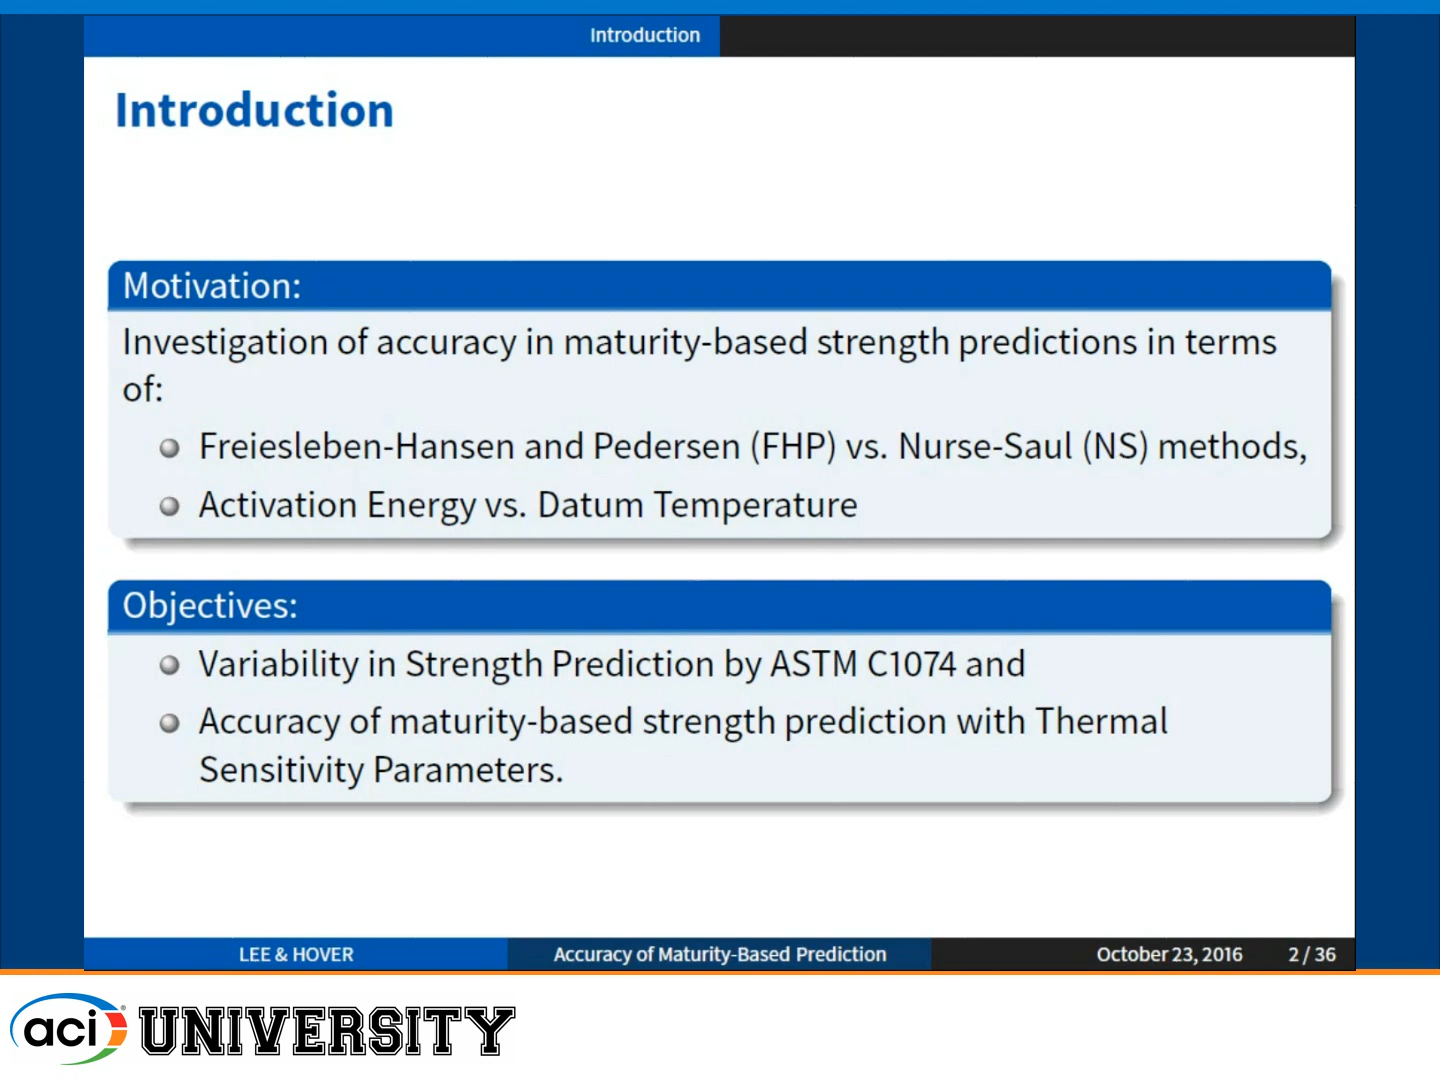 Introduction
Introduction
Motivation:
Investigation of accuracy in maturity-based strength predictions in terms
of:
Freiesleben-Hansen and Pedersen (FHP) vs. Nurse-Saul (NS) methods,
Activation Energy vs. Datum Temperature
Objectives:
Variability in Strength Prediction by ASTM C1074 and
Accuracy of maturity-based strength prediction with Thermal
Sensitivity Parameters.
LEE & HOVER Accuracy of Maturity-Based Prediction October 23, 2016 2 / 36
aci UNIVERSITY